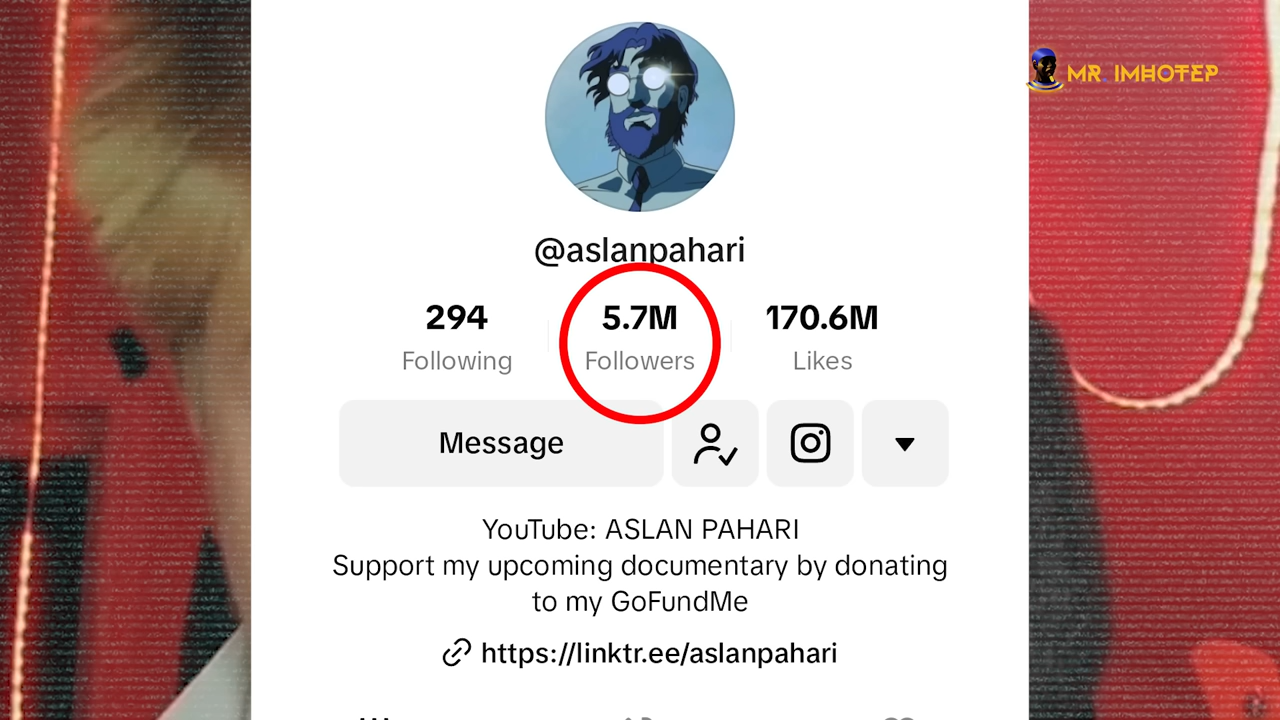 MR IMHOTEP
@aslanpahari
294 5.7M 170.6M
Following Followers Likes
Message
YouTube: ASLAN PAHARI
Support my upcoming documentary by donating
to my GoFundMe
https://linktr.ee/aslanpahari